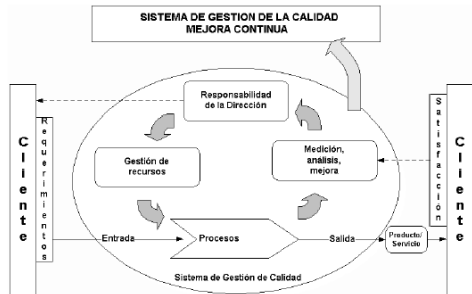 SISTEMA DE GESTION DE LA CALIDAD
MEJORA CONTINUA
Responsabilidad
de la Dirección
Cliente
Requerimientos
Gestión de
recursos
Medición,
análisis,
mejora
Satisfacción
Cliente
Entrada
Procesos
Salida
Producto/
Servicio
Sistema de Gestión de Calidad